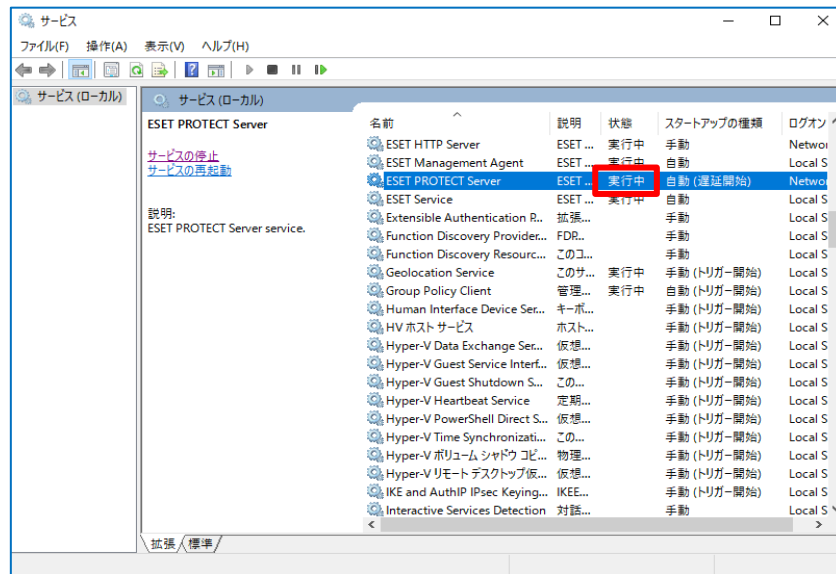 サービス
ファイル(F) 操作(A) 表示(V) ヘルプ(H)
サービス (ローカル)
サービス (ローカル)
ESET PROTECT Server
サービスの停止
サービスの再起動
説明:
ESET PROTECT Server service.
名前 説明 状態 スタートアップの種類 ログオン
ESET HTTP Server ESET ... 実行中 手動 Networ
ESET Management Agent ESET ... 実行中 自動 Local S
ESET PROTECT Server ESET ... 実行中 自動 (遅延開始) Networ
ESET Service ESET ... 実行中 自動 Local S
Extensible Authentication P... 拡張... 手動 Local S
Function Discovery Provider... FDP... 手動 Local S
Function Discovery Resourc... このコ... 手動 Local S
Geolocation Service このサ... 実行中 手動 (トリガー開始) Local S
Group Policy Client 管理... 実行中 自動 (トリガー開始) Local S
Human Interface Device Ser... キーボ... 手動 (トリガー開始) Local S
HV ホスト サービス ホスト... 手動 (トリガー開始) Local S
Hyper-V Data Exchange Ser... 仮想... 手動 (トリガー開始) Local S
Hyper-V Guest Service Interf... 仮想... 手動 (トリガー開始) Local S
Hyper-V Guest Shutdown S... この... 手動 (トリガー開始) Local S
Hyper-V Heartbeat Service 定期... 手動 (トリガー開始) Local S
Hyper-V PowerShell Direct S... 仮想... 手動 (トリガー開始) Local S
Hyper-V Time Synchronizati... この... 手動 (トリガー開始) Local S
Hyper-V ボリューム シャドウ コピ... 物理... 手動 (トリガー開始) Local S
Hyper-V リモート デスクトップ仮... 仮想... 手動 (トリガー開始) Local S
IKE and AuthIP IPsec Keying... IKEE... 手動 (トリガー開始) Local S
Interactive Services Detection 対話... 手動 Local S
拡張 標準